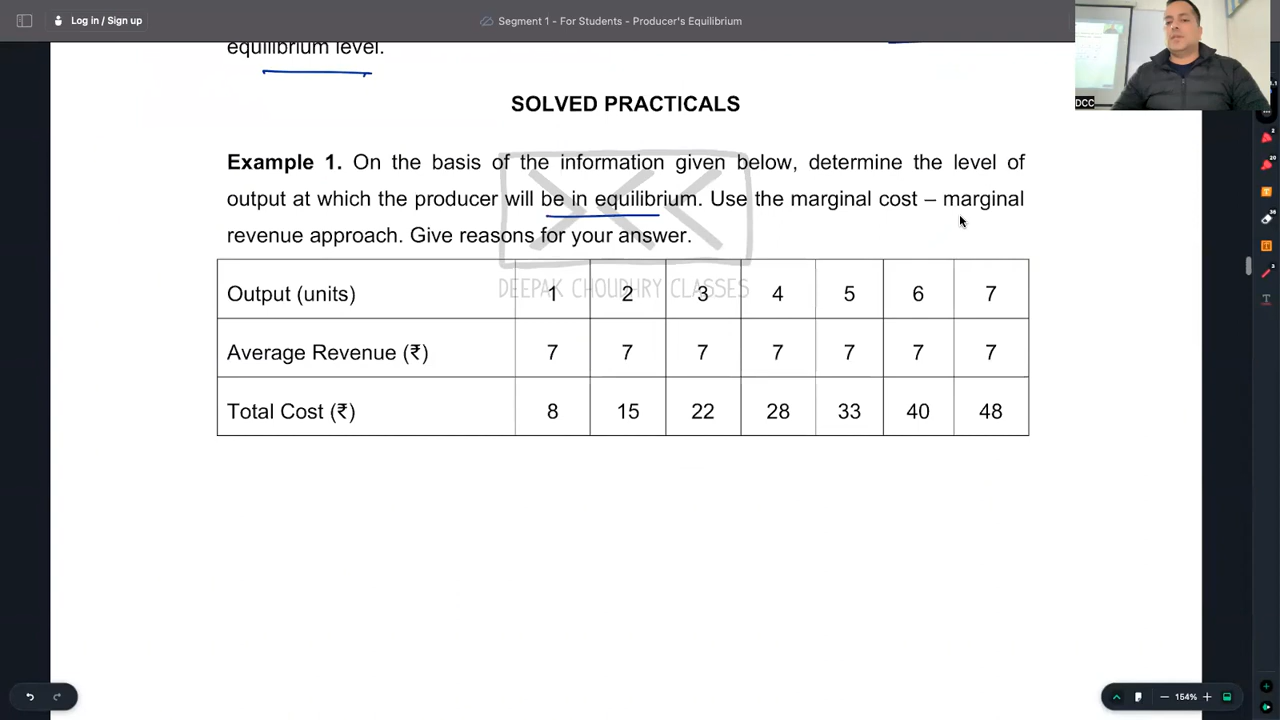 Log in / Sign up
Segment 1 - For Students - Producer's Equilibrium
DCC
equilibrium level.
SOLVED PRACTICALS
Example 1. On the basis of the information given below, determine the level of
output at which the producer will be in equilibrium. Use the marginal cost – marginal
revenue approach. Give reasons for your answer.
DEEPAK CHOUDHRY CLASSES
Output (units) 1 2 3 4 5 6 7
Average Revenue (₹) 7 7 7 7 7 7 7
Total Cost (₹) 8 15 22 28 33 40 48
154%